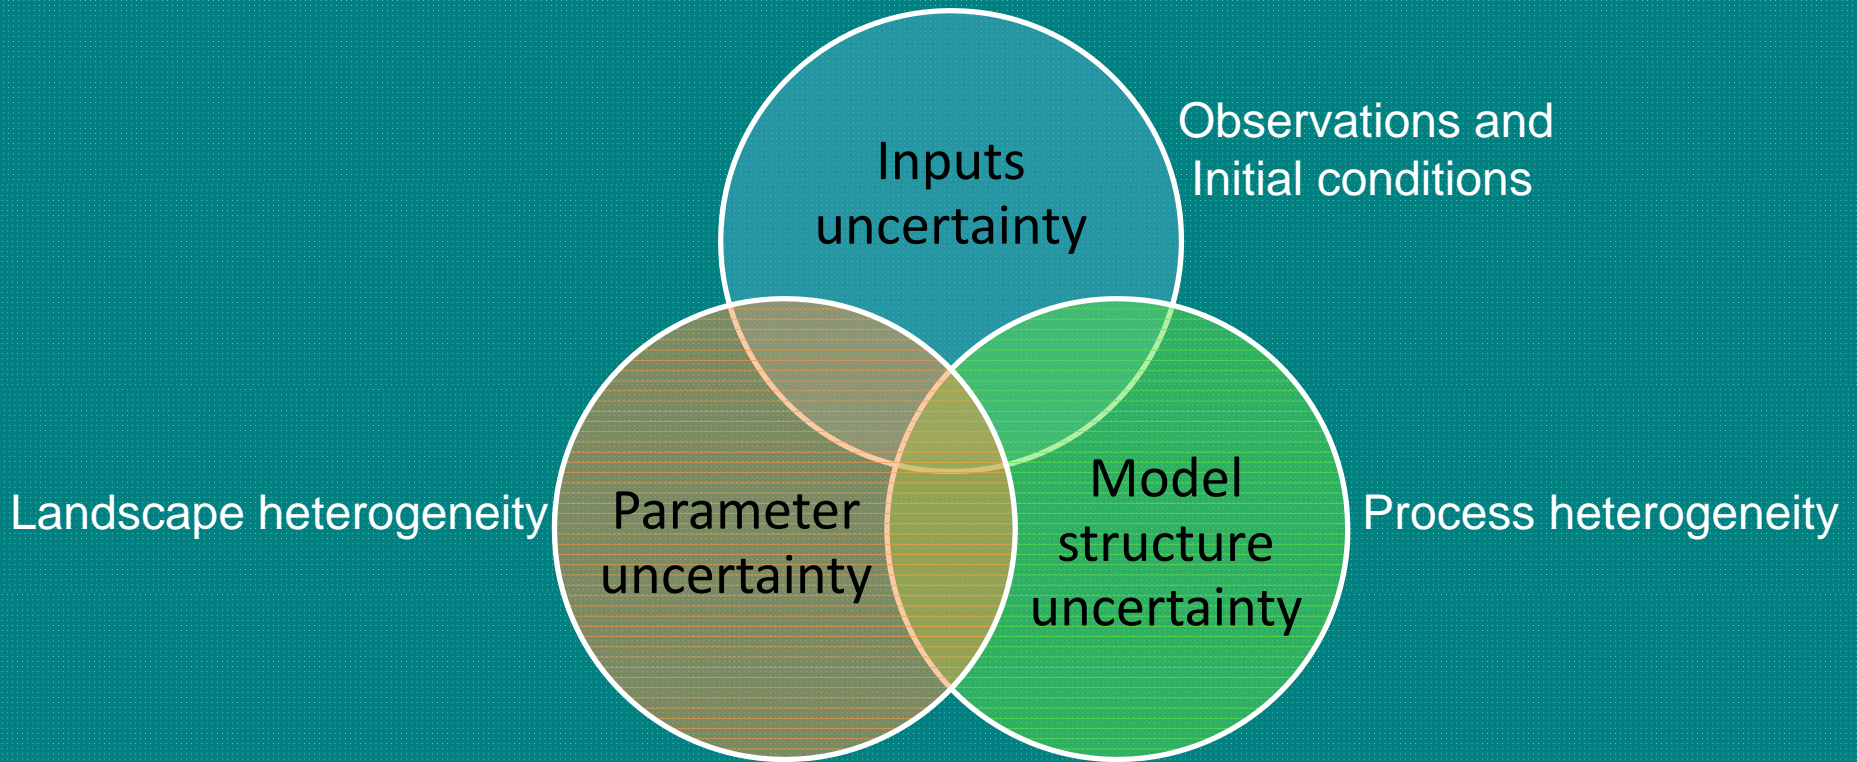 Inputs
uncertainty
Observations and
Initial conditions
Landscape heterogeneity
Parameter
uncertainty
Model
structure
uncertainty
Process heterogeneity